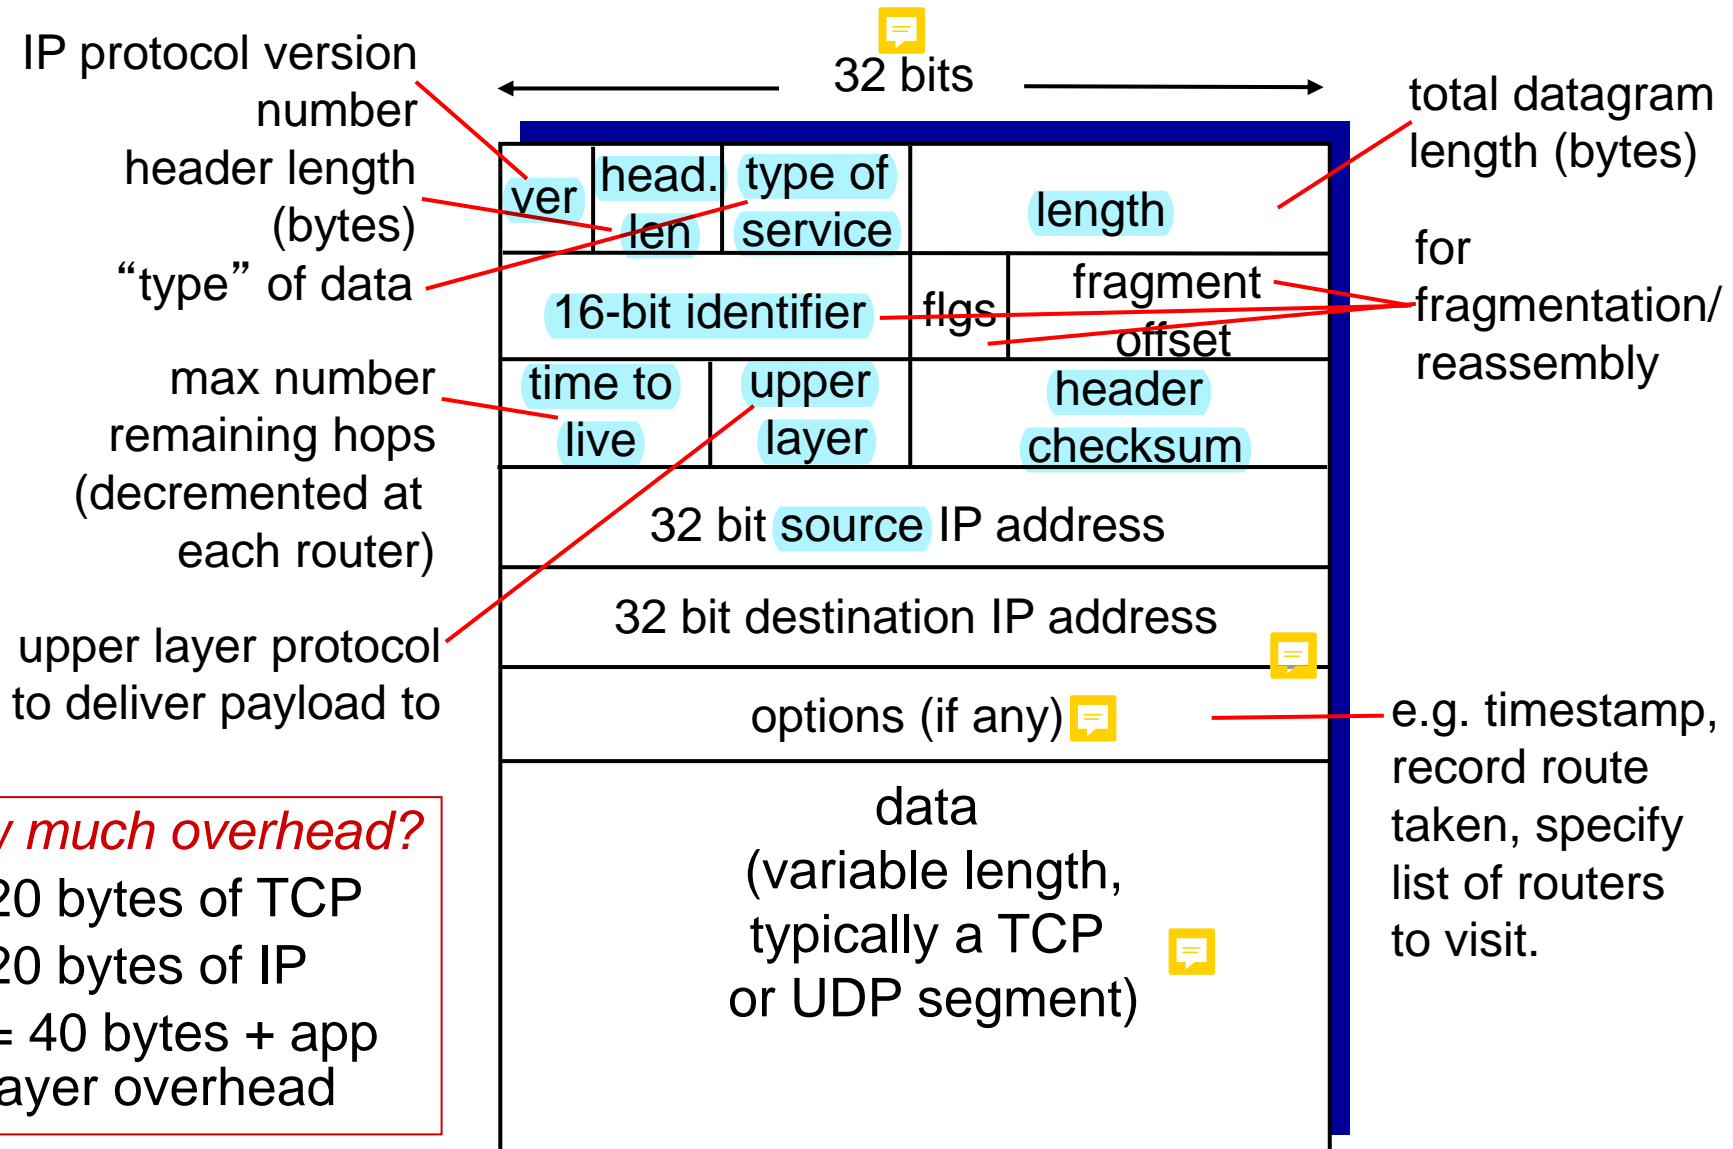 32 bits
IP protocol version
number
header length
(bytes)
“type” of data
max number
remaining hops
(decremented at
each router)
upper layer protocol
to deliver payload to
much overhead?
20 bytes of TCP
20 bytes of IP
= 40 bytes + app
overhead
ver
head.
len
type of
service
length
16-bit identifier
flgs
fragment
offset
time to
live
upper
layer
header
checksum
32 bit source IP address
32 bit destination IP address
options (if any)
data
(variable length,
typically a TCP
or UDP segment)
total datagram
length (bytes)
for
fragmentation/
reassembly
e.g. timestamp,
record route
taken, specify
list of routers
to visit.